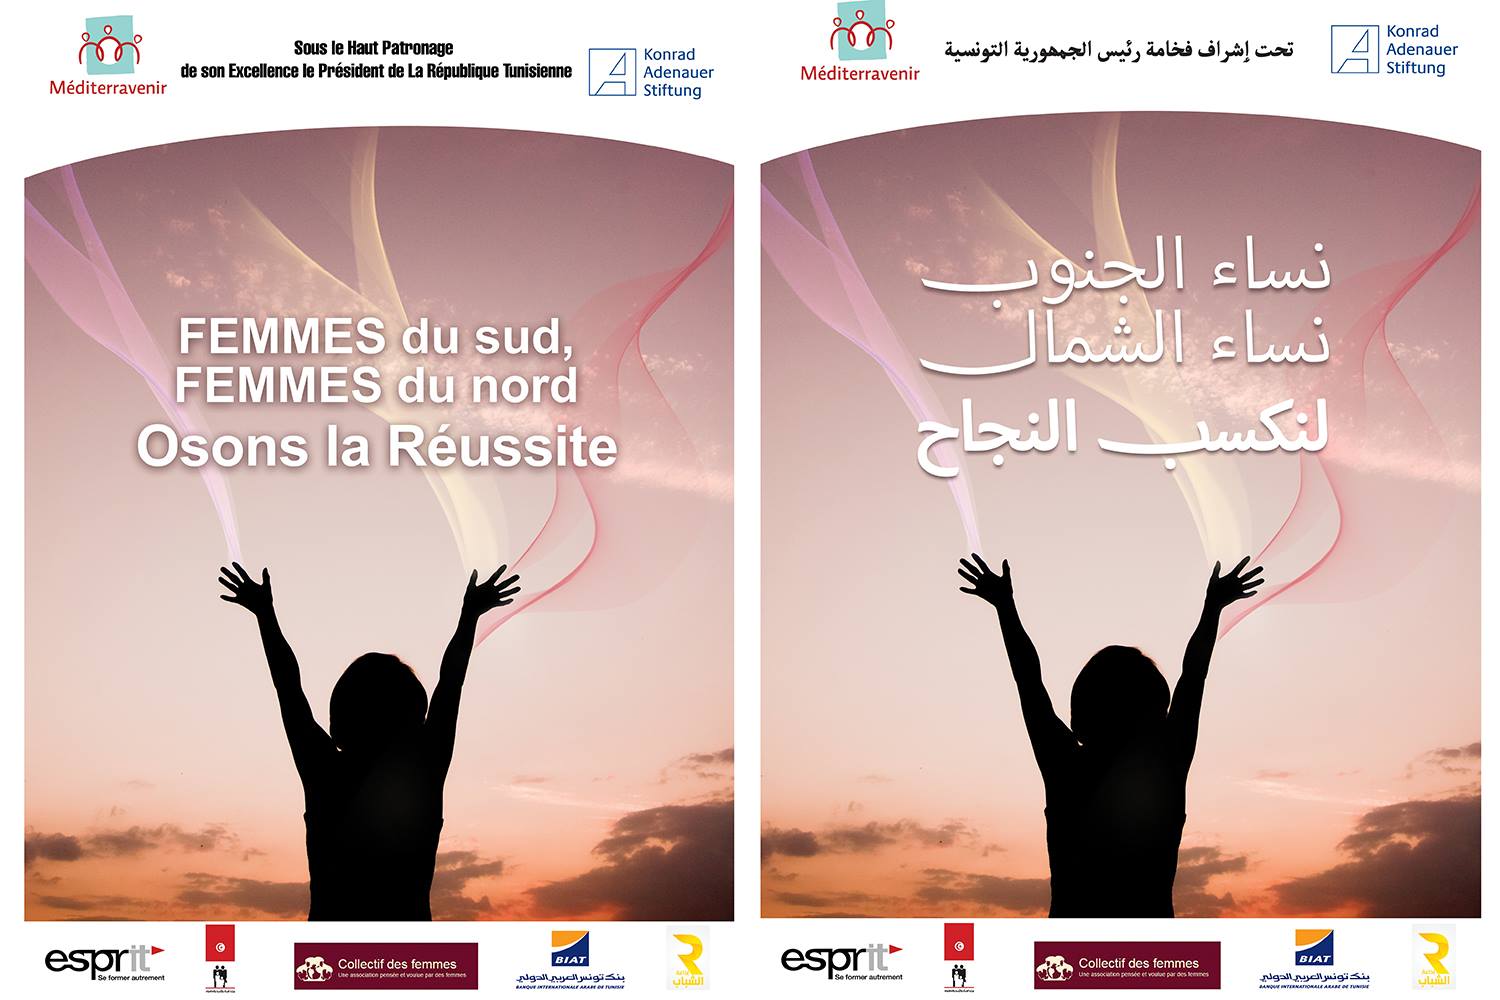 Méditerravenir
Sous le Haut Patronage
de son Excellence le Président de La République Tunisienne
Konrad
Adenauer
Stiftung
FEMMES du sud,
FEMMES du nord
Osons la Réussite
esprit
Se former autrement
Collectif des femmes
Une association pensée et voulue par des femmes
BIAT
بنك تونس العربي الدولي
BANQUE INTERNATIONALE ARABE DE TUNISIE
إذاعة
الشباب
Méditerravenir
تحت إشراف فخامة رئيس الجمهورية التونسية
Konrad
Adenauer
Stiftung
نساء الجنوب
نساء الشمال
لنكسب النجاح
esprit
Se former autrement
Collectif des femmes
Une association pensée et voulue par des femmes
BIAT
بنك تونس العربي الدولي
BANQUE INTERNATIONALE ARABE DE TUNISIE
إذاعة
الشباب